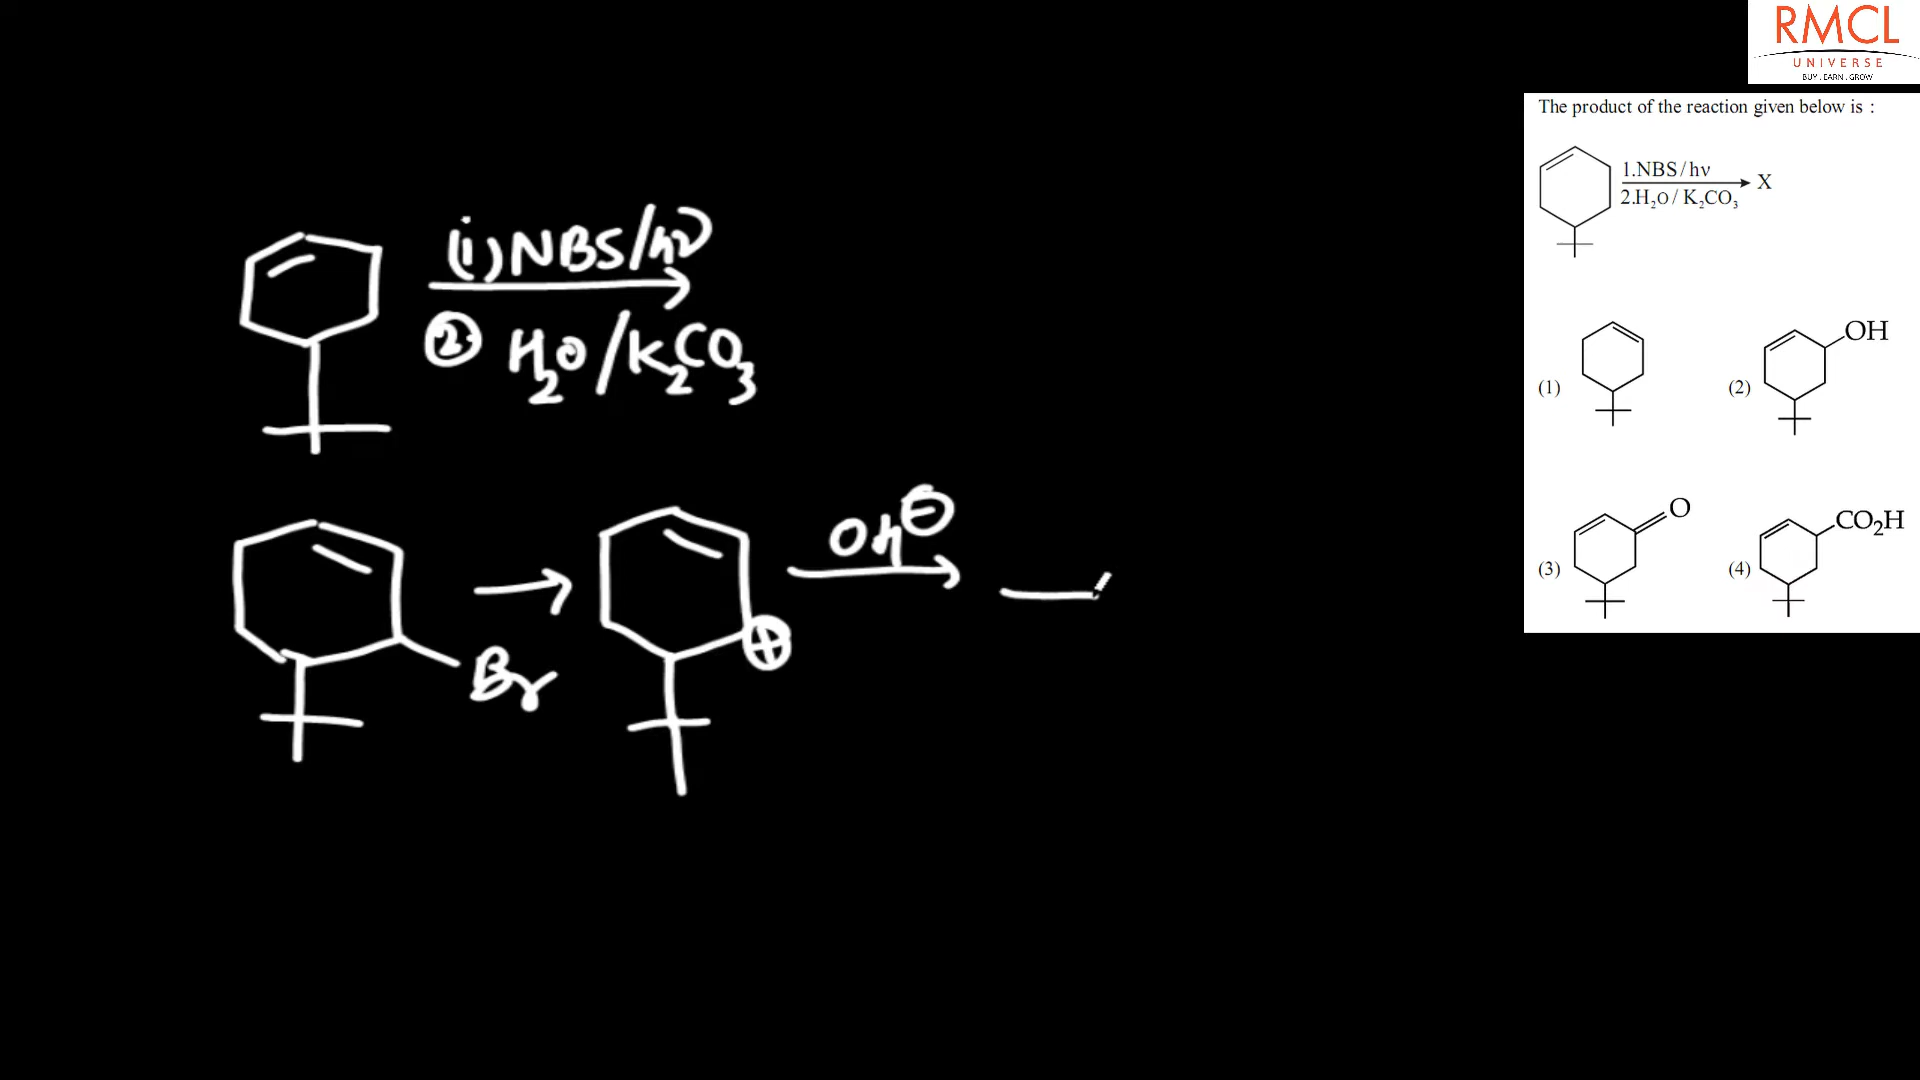 RMCL
UNIVERSE
BUY . EARN . GROW
The product of the reaction given below is :
1.NBS/hν
2.H₂O / K₂CO₃
X
(1)
(2)
OH
(3)
O
(4)
CO₂H
(i) NBS/hν
② H₂O/K₂CO₃
Br
⊕
OH⊖